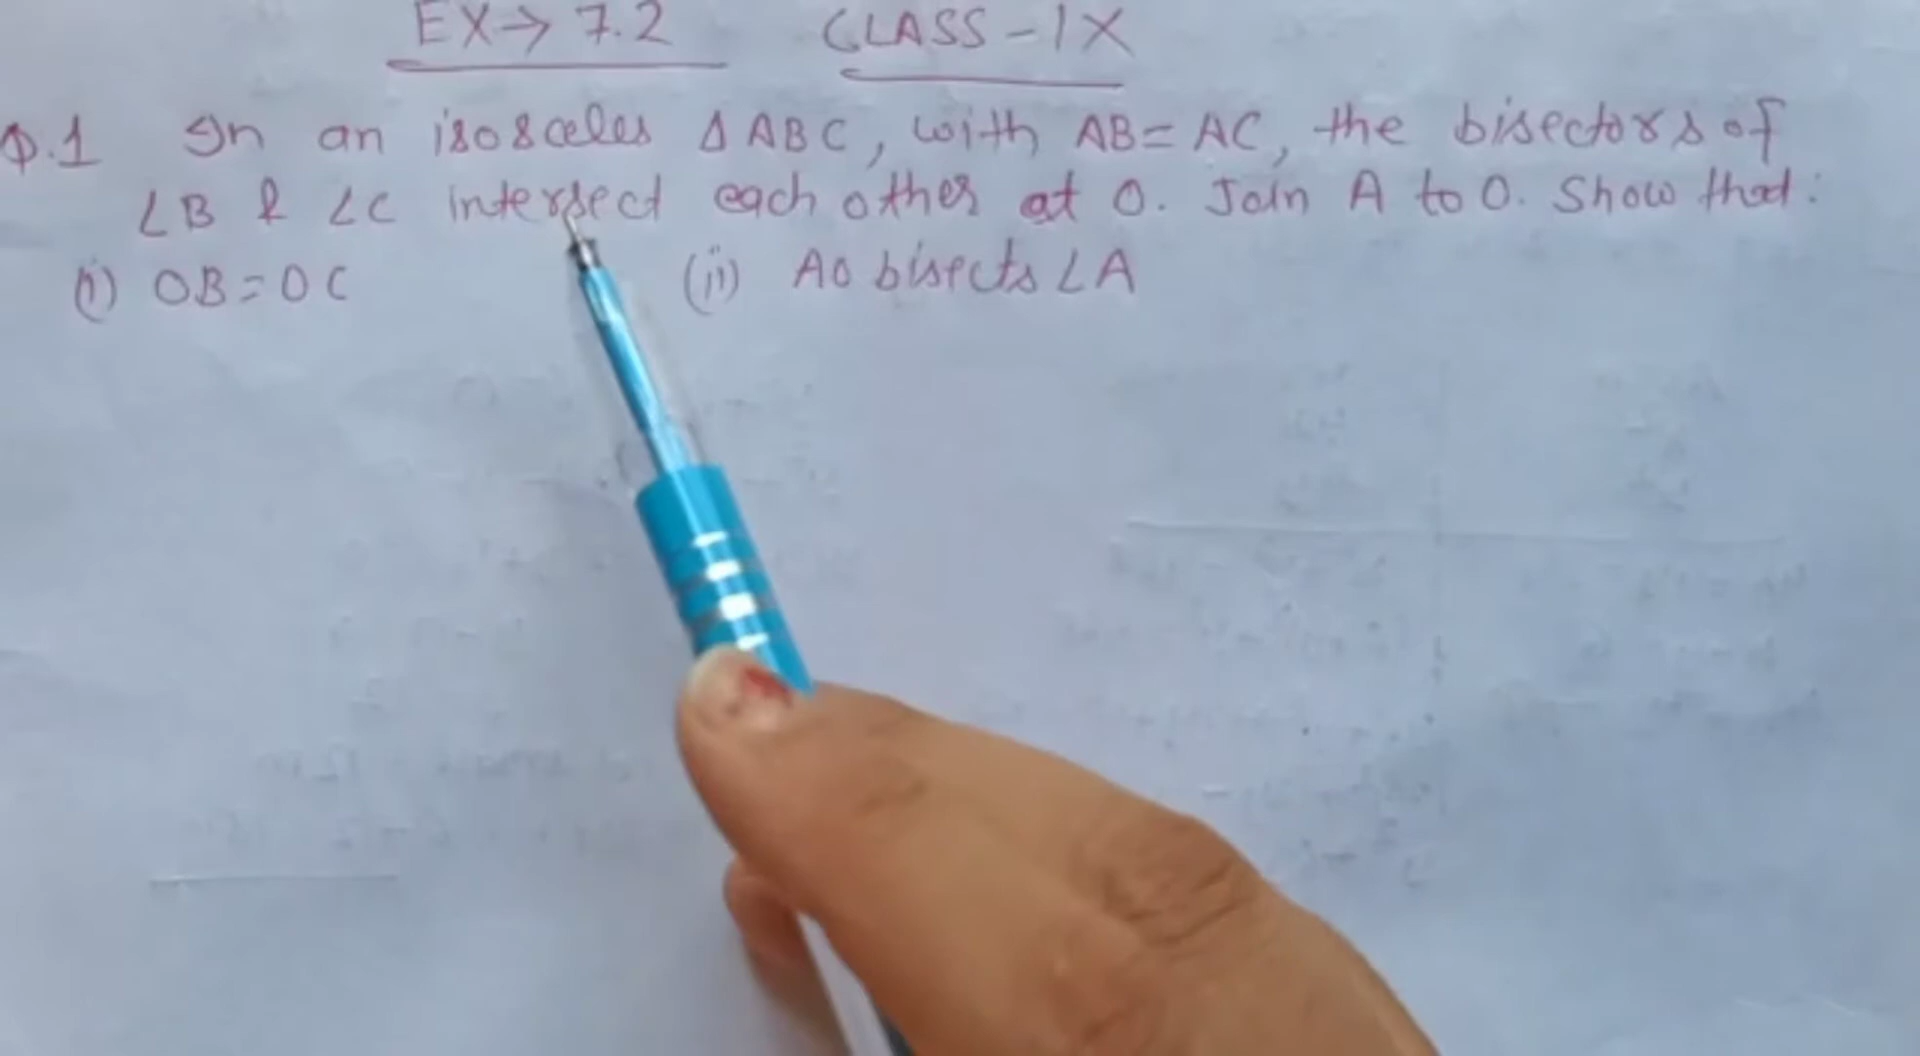 EX→ 7.2 CLASS-IX
Q.1 In an isosceles Δ ABC, with AB = AC, the bisectors of
∠B & ∠C intersect each other at O. Join A to O. Show that:
(i) OB = OC (ii) AO bisects ∠A